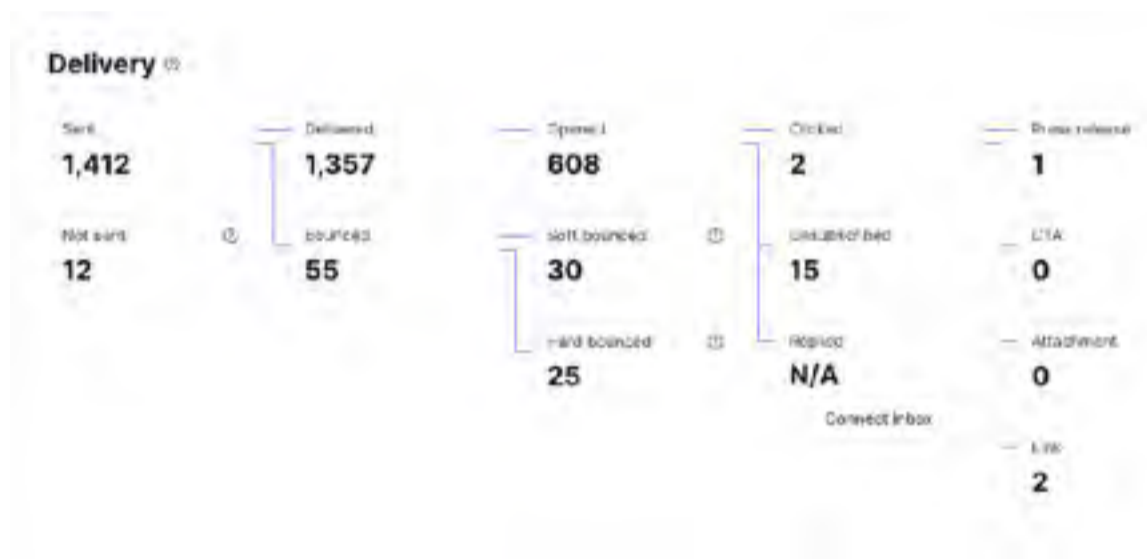 Delivery
Sent Delivered Opened Clicked Press release
1,412 1,357 608 2 1
Not sent Bounced Soft bounced Unsubscribed CTA
12 55 30 15 0
Hard bounced Replied Attachment
25 N/A 0
Connect inbox
Link
2